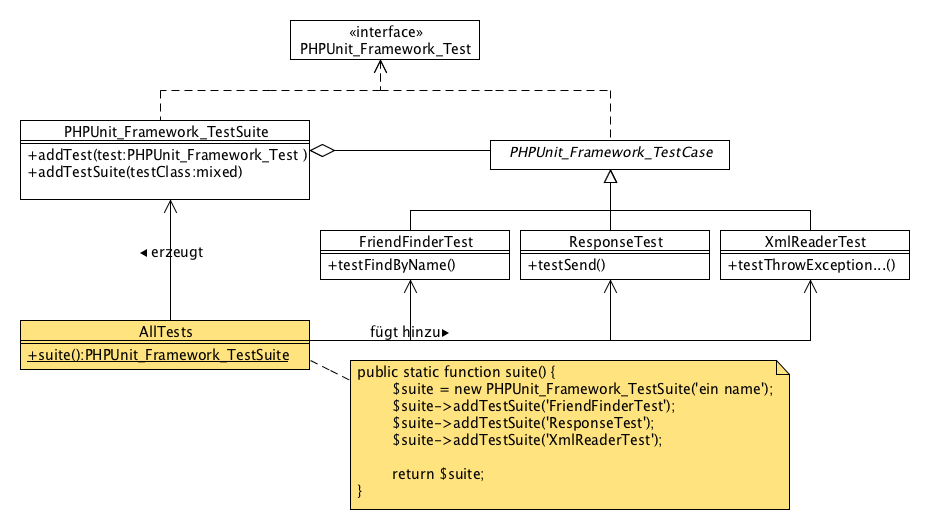 «interface»
PHPUnit_Framework_Test
PHPUnit_Framework_TestSuite
+addTest(test:PHPUnit_Framework_Test )
+addTestSuite(testClass:mixed)
PHPUnit_Framework_TestCase
◄ erzeugt
FriendFinderTest
+testFindByName()
ResponseTest
+testSend()
XmlReaderTest
+testThrowException...()
AllTests
+suite():PHPUnit_Framework_TestSuite
fügt hinzu►
public static function suite() {
$suite = new PHPUnit_Framework_TestSuite('ein name');
$suite->addTestSuite('FriendFinderTest');
$suite->addTestSuite('ResponseTest');
$suite->addTestSuite('XmlReaderTest');
return $suite;
}